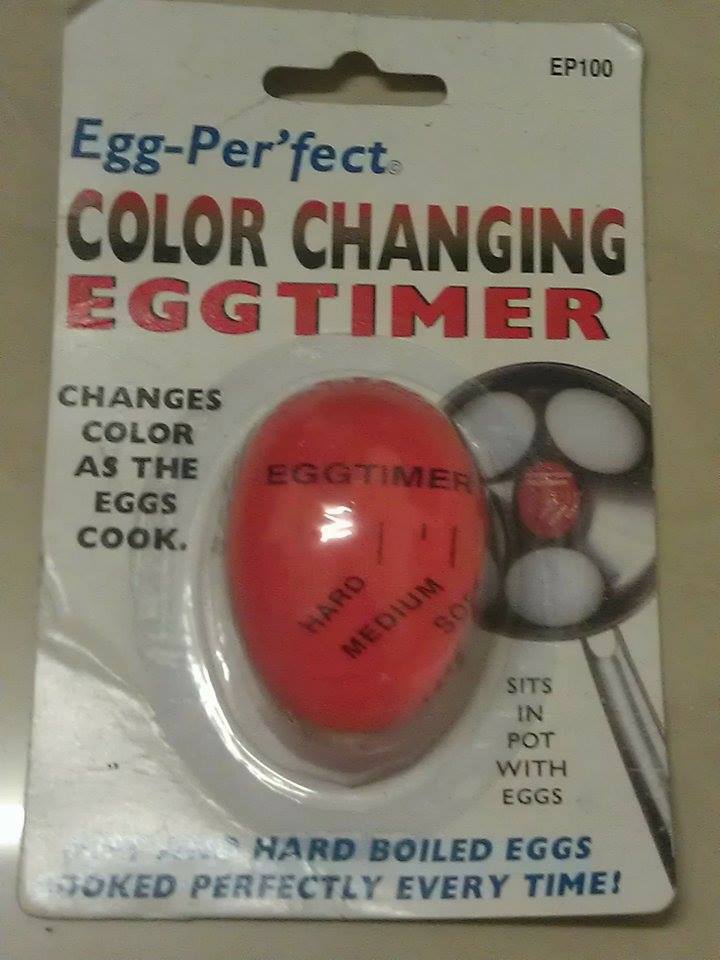 EP100
Egg-Per'fect©
COLOR CHANGING
EGGTIMER
CHANGES
COLOR
AS THE
EGGS
COOK.
EGGTIMER
HARD
MEDIUM
SITS
IN
POT
WITH
EGGS
HARD BOILED EGGS
PERFECTLY EVERY TIME!